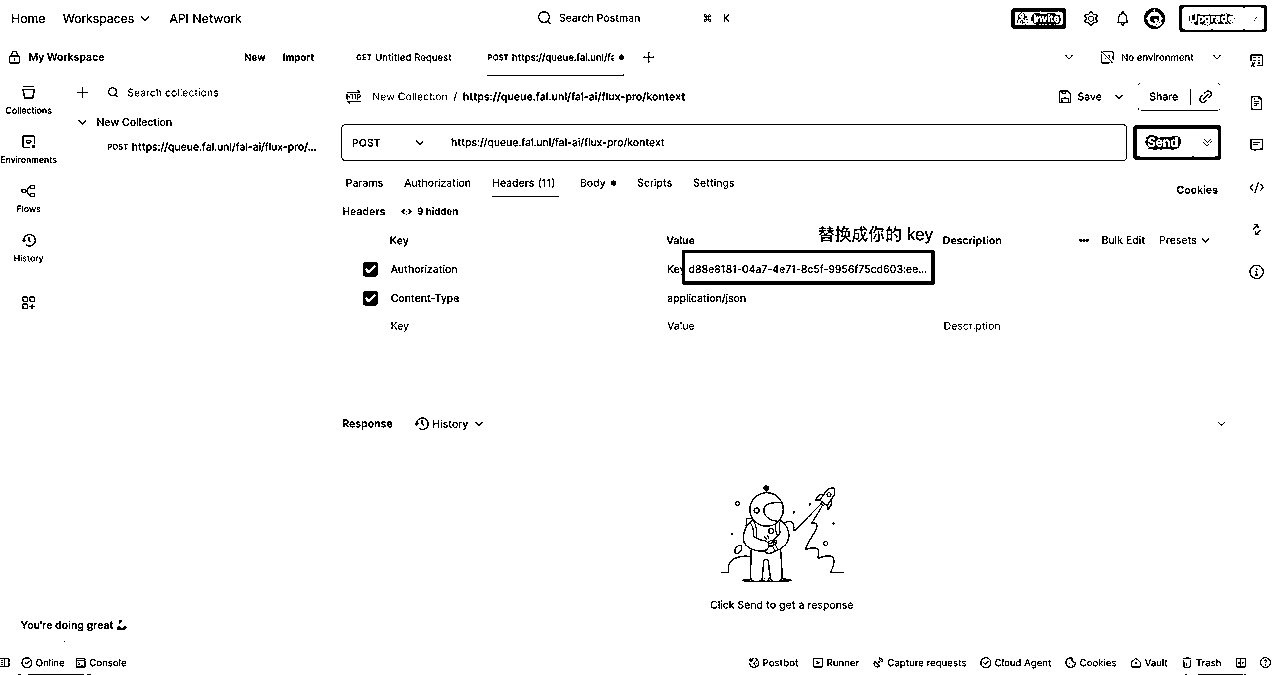 Home Workspaces API Network Search Postman ⌘ K Invite Upgrade
My Workspace New Import GET Untitled Request POST https://queue.fal.unl/fa No environment
Collections Search collections New Collection / https://queue.fal.unl/fal-ai/flux-pro/kontext Save Share
New Collection
POST https://queue.fal.unl/fal-ai/flux-pro/...
POST https://queue.fal.unl/fal-ai/flux-pro/kontext Send
Environments
Flows
History
Params Authorization Headers (11) Body Scripts Settings Cookies
Headers 9 hidden
替换成你的 key
Key Value Description ••• Bulk Edit Presets
Authorization Key d88e8181-04a7-4e71-8c5f-9956f75cd603:ee...
Content-Type application/json
Key Value Description
Response History
Click Send to get a response
You're doing great
Online Console Postbot Runner Capture requests Cloud Agent Cookies Vault Trash